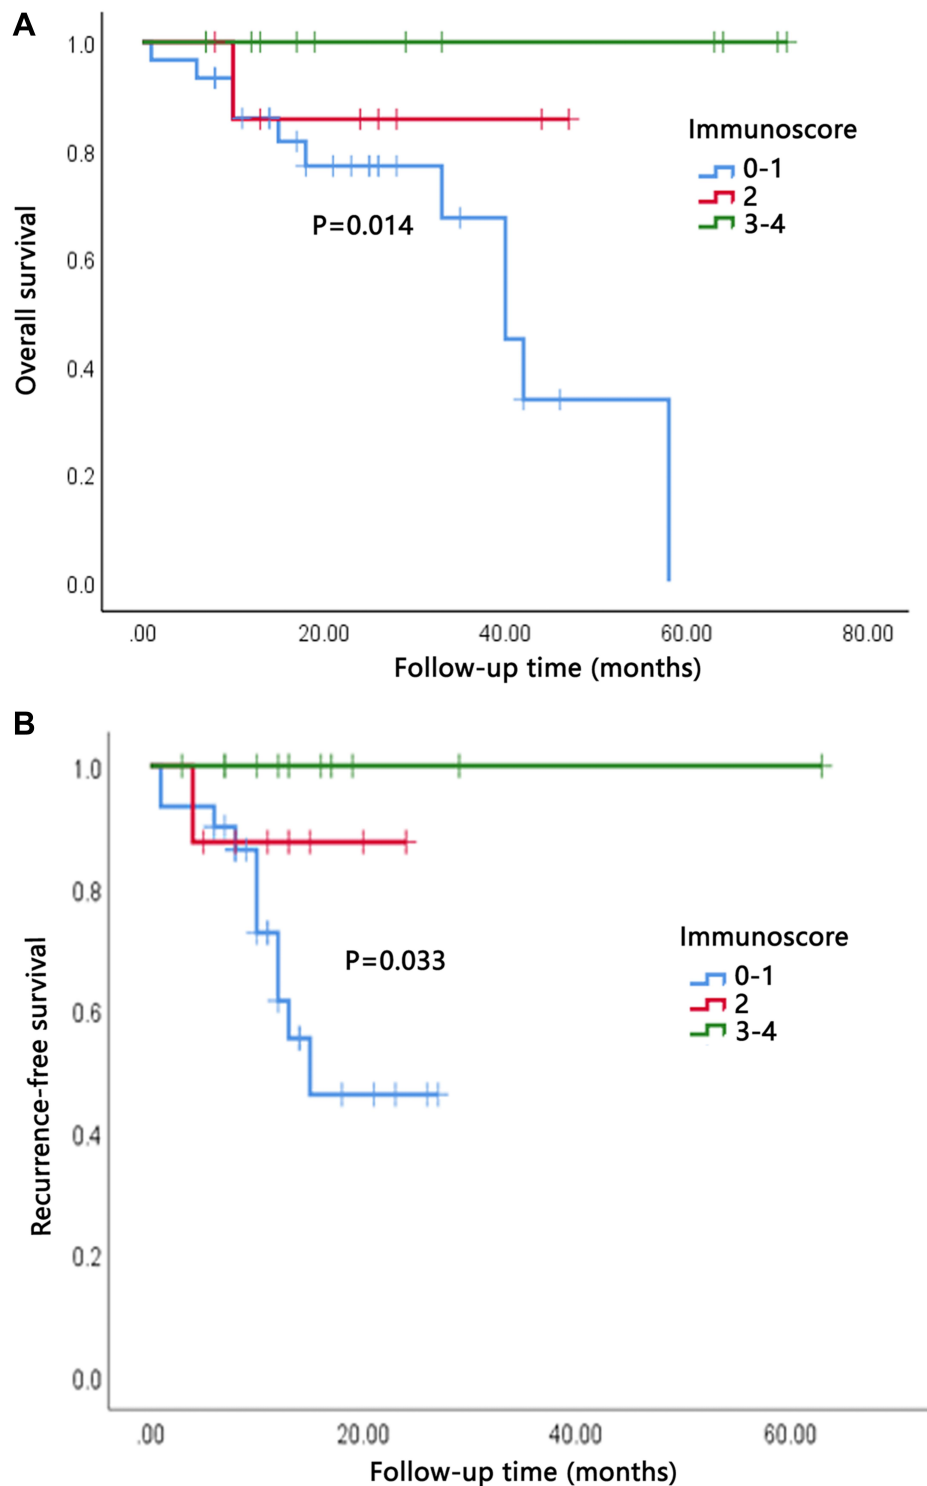 A
1.0
0.8
0.6
0.4
0.2
0.0
Overall survival
P=0.014
Immunoscore
0-1
2
3-4
.00 20.00 40.00 60.00 80.00
Follow-up time (months)
B
1.0
0.8
0.6
0.4
0.2
0.0
Recurrence-free survival
P=0.033
Immunoscore
0-1
2
3-4
.00 20.00 40.00 60.00
Follow-up time (months)